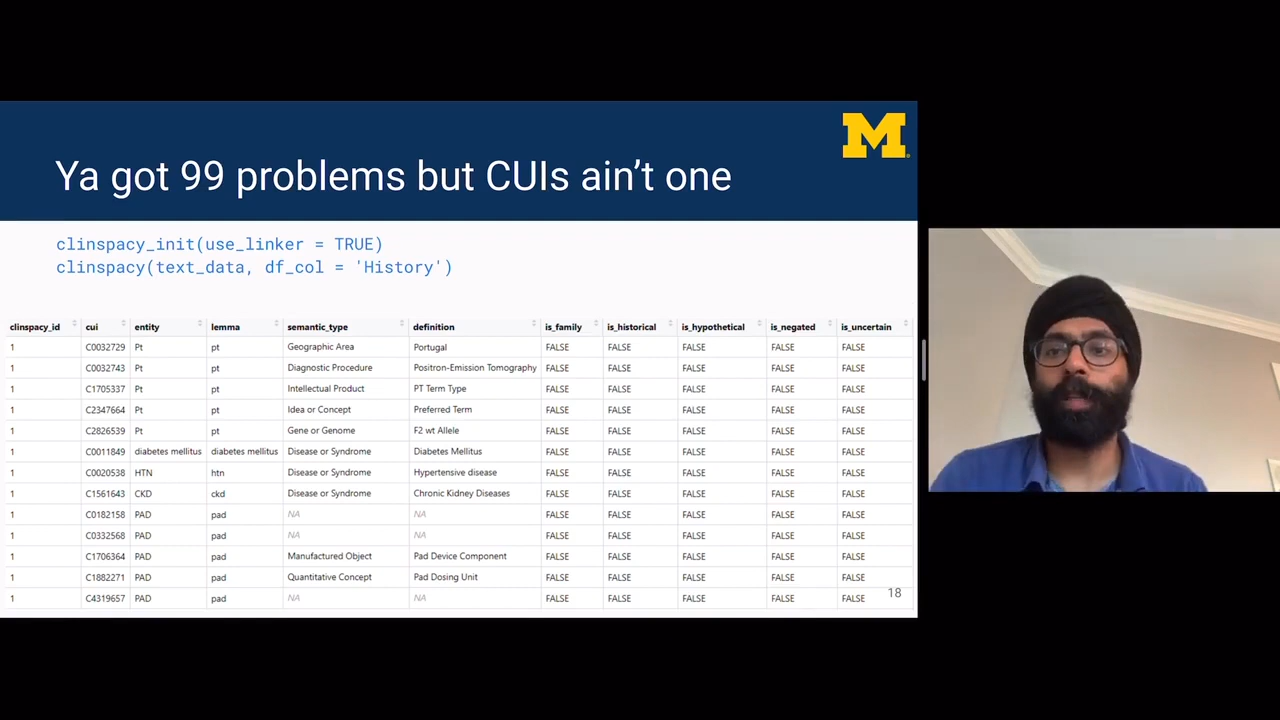 M
Ya got 99 problems but CUIs ain't one
clinspacy_init(use_linker = TRUE)
clinspacy(text_data, df_col = 'History')
clinspacy_id cui entity lemma semantic_type definition is_family is_historical is_hypothetical is_negated is_uncertain
1 C0032729 Pt pt Geographic Area Portugal FALSE FALSE FALSE FALSE FALSE
1 C0032743 Pt pt Diagnostic Procedure Positron-Emission Tomography FALSE FALSE FALSE FALSE FALSE
1 C1705337 Pt pt Intellectual Product PT Term Type FALSE FALSE FALSE FALSE FALSE
1 C2347664 Pt pt Idea or Concept Preferred Term FALSE FALSE FALSE FALSE FALSE
1 C2826539 Pt pt Gene or Genome F2 wt Allele FALSE FALSE FALSE FALSE FALSE
1 C0011849 diabetes mellitus diabetes mellitus Disease or Syndrome Diabetes Mellitus FALSE FALSE FALSE FALSE FALSE
1 C0020538 HTN htn Disease or Syndrome Hypertensive disease FALSE FALSE FALSE FALSE FALSE
1 C1561643 CKD ckd Disease or Syndrome Chronic Kidney Diseases FALSE FALSE FALSE FALSE FALSE
1 C0182158 PAD pad NA NA FALSE FALSE FALSE FALSE FALSE
1 C0332568 PAD pad NA NA FALSE FALSE FALSE FALSE FALSE
1 C1706364 PAD pad Manufactured Object Pad Device Component FALSE FALSE FALSE FALSE FALSE
1 C1882271 PAD pad Quantitative Concept Pad Dosing Unit FALSE FALSE FALSE FALSE FALSE
1 C4319657 PAD pad NA NA FALSE FALSE FALSE FALSE FALSE
18